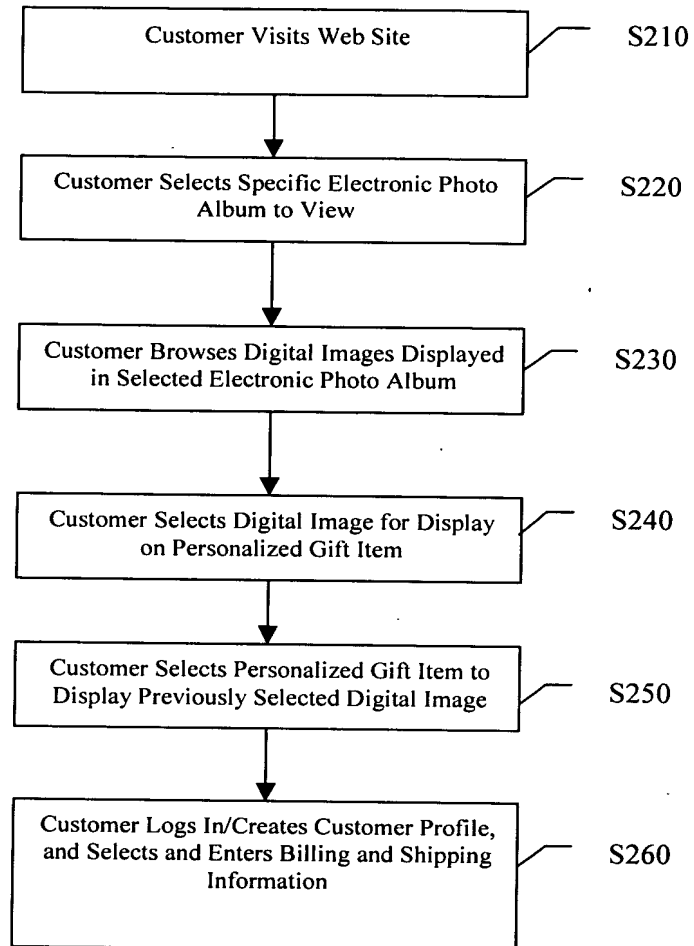 Customer Visits Web Site
S210
Customer Selects Specific Electronic Photo
Album to View
S220
Customer Browses Digital Images Displayed
in Selected Electronic Photo Album
S230
Customer Selects Digital Image for Display
on Personalized Gift Item
S240
Customer Selects Personalized Gift Item to
Display Previously Selected Digital Image
S250
Customer Logs In/Creates Customer Profile,
and Selects and Enters Billing and Shipping
Information
S260